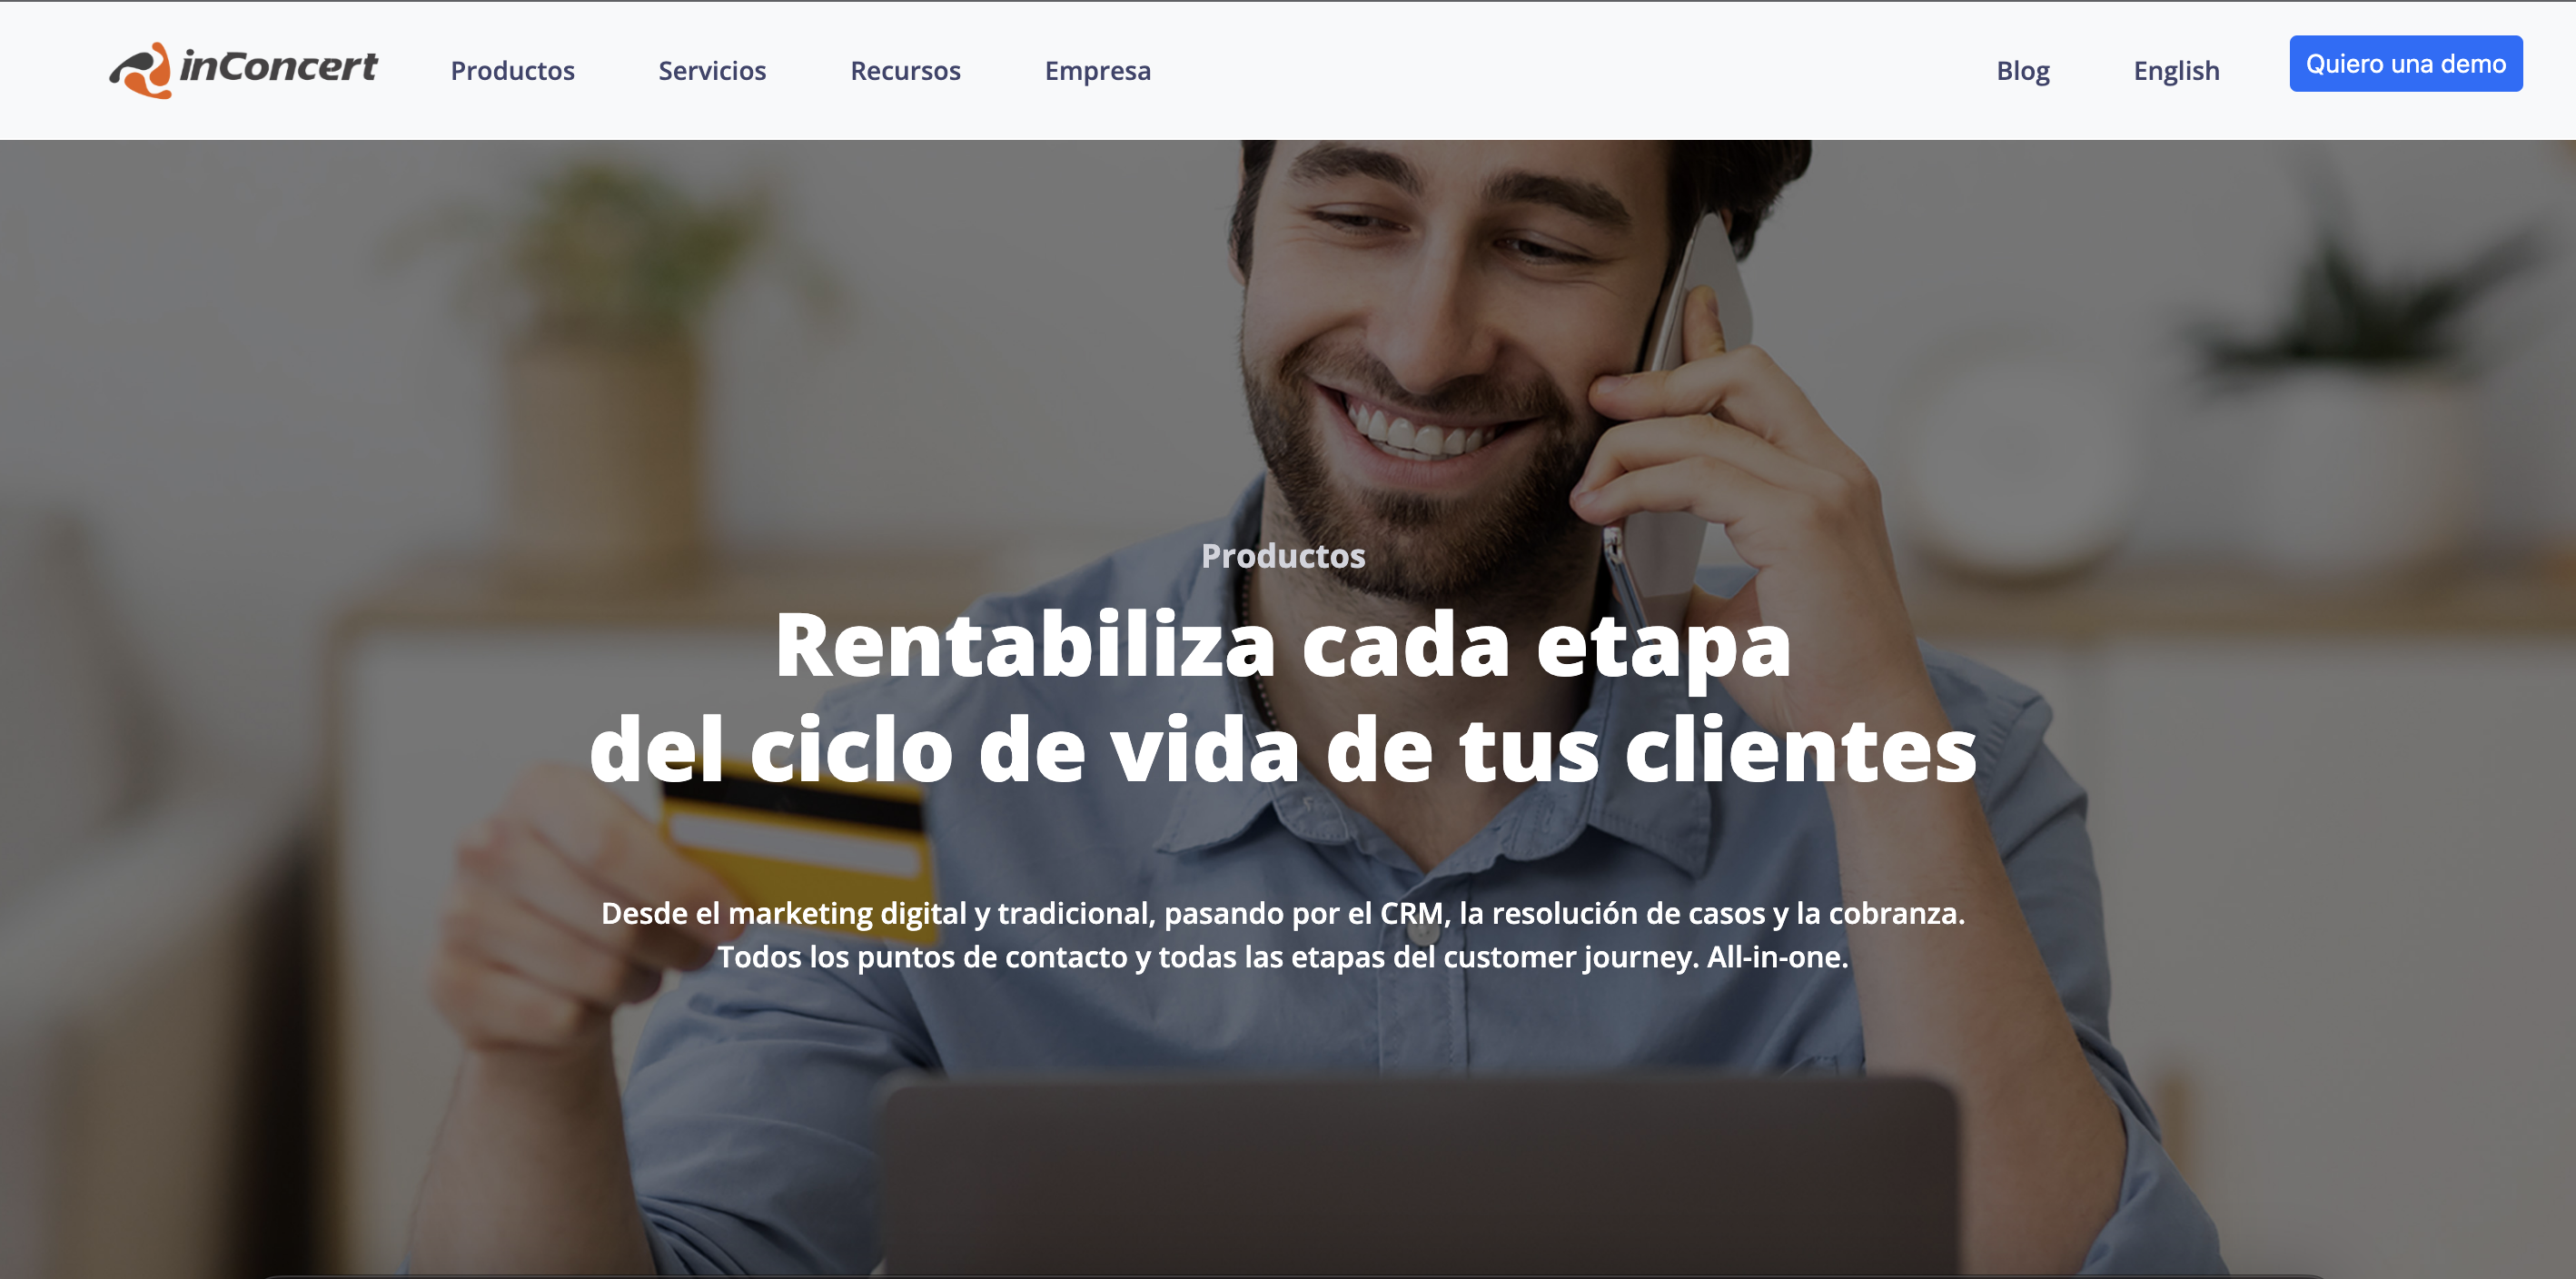 inConcert
Productos
Servicios
Recursos
Empresa
Blog
English
Quiero una demo
Productos
Rentabiliza cada etapa
del ciclo de vida de tus clientes
Desde el marketing digital y tradicional, pasando por el CRM, la resolución de casos y la cobranza.
Todos los puntos de contacto y todas las etapas del customer journey. All-in-one.